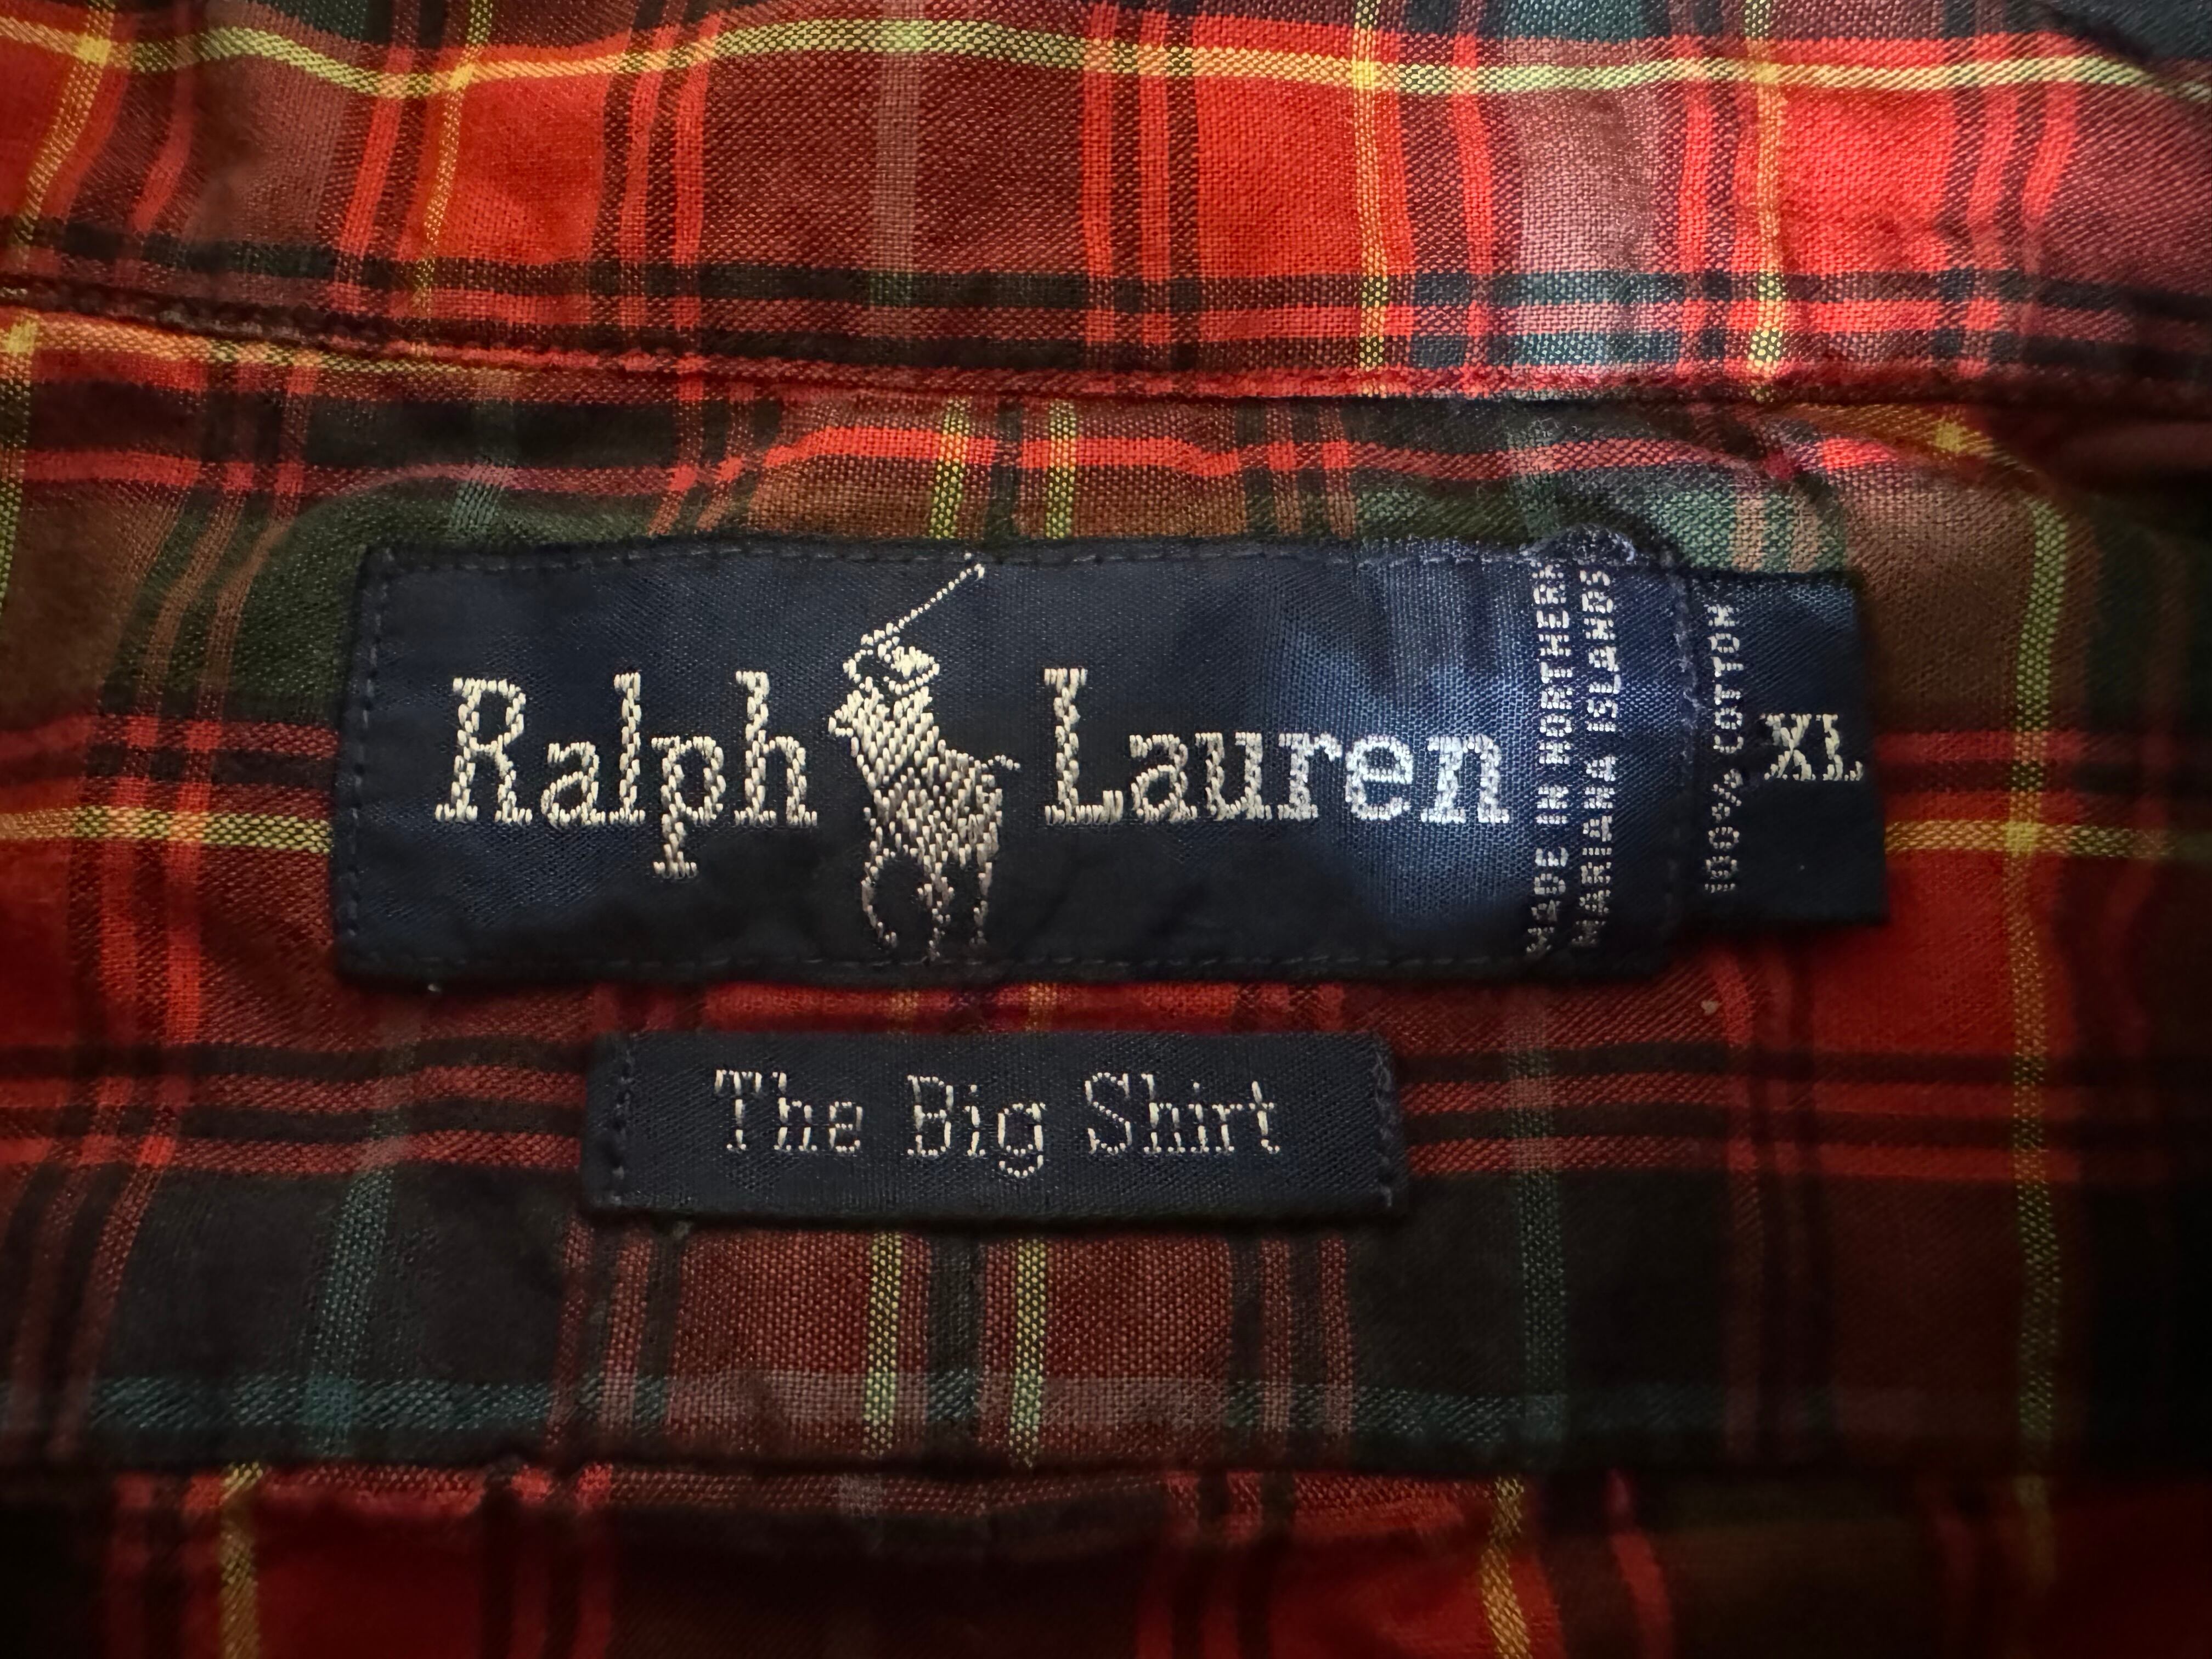 Ralph Lauren
MADE IN NORTHERN
MARIANA ISLANDS
100% COTTON
XL
The Big Shirt